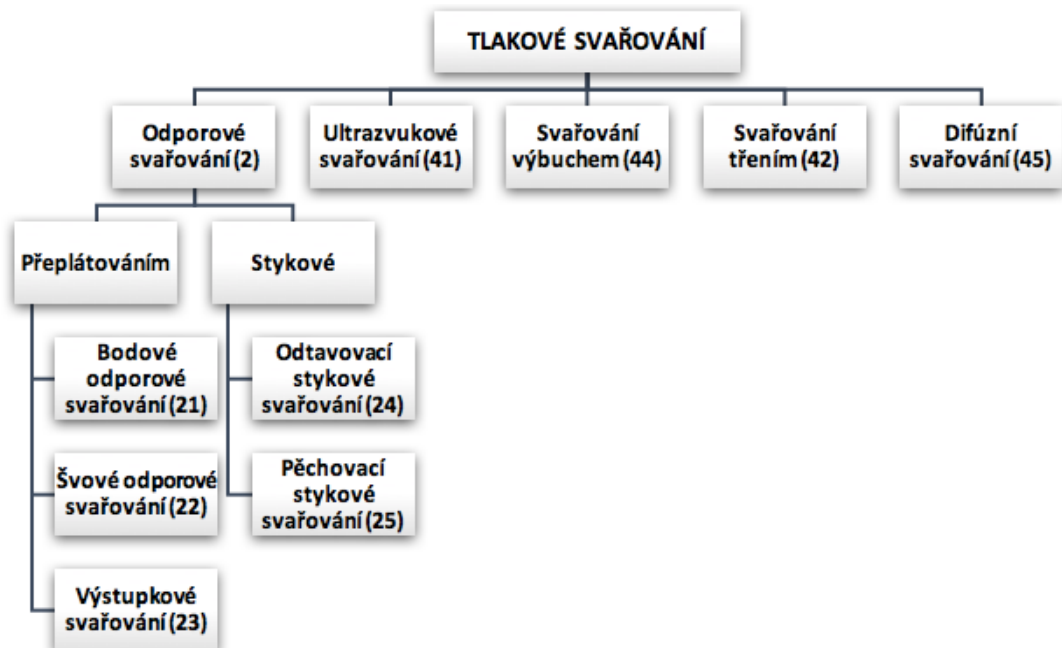 TLAKOVÉ SVAŘOVÁNÍ
Odporové
svařování (2)
Ultrazvukové
svařování (41)
Svařování
výbuchem (44)
Svařování
třením (42)
Difúzní
svařování (45)
Přeplátováním
Stykové
Bodové
odporové
svařování (21)
Odtavovací
stykové
svařování (24)
Švové odporové
svařování (22)
Pěchovací
stykové
svařování (25)
Výstupkové
svařování (23)